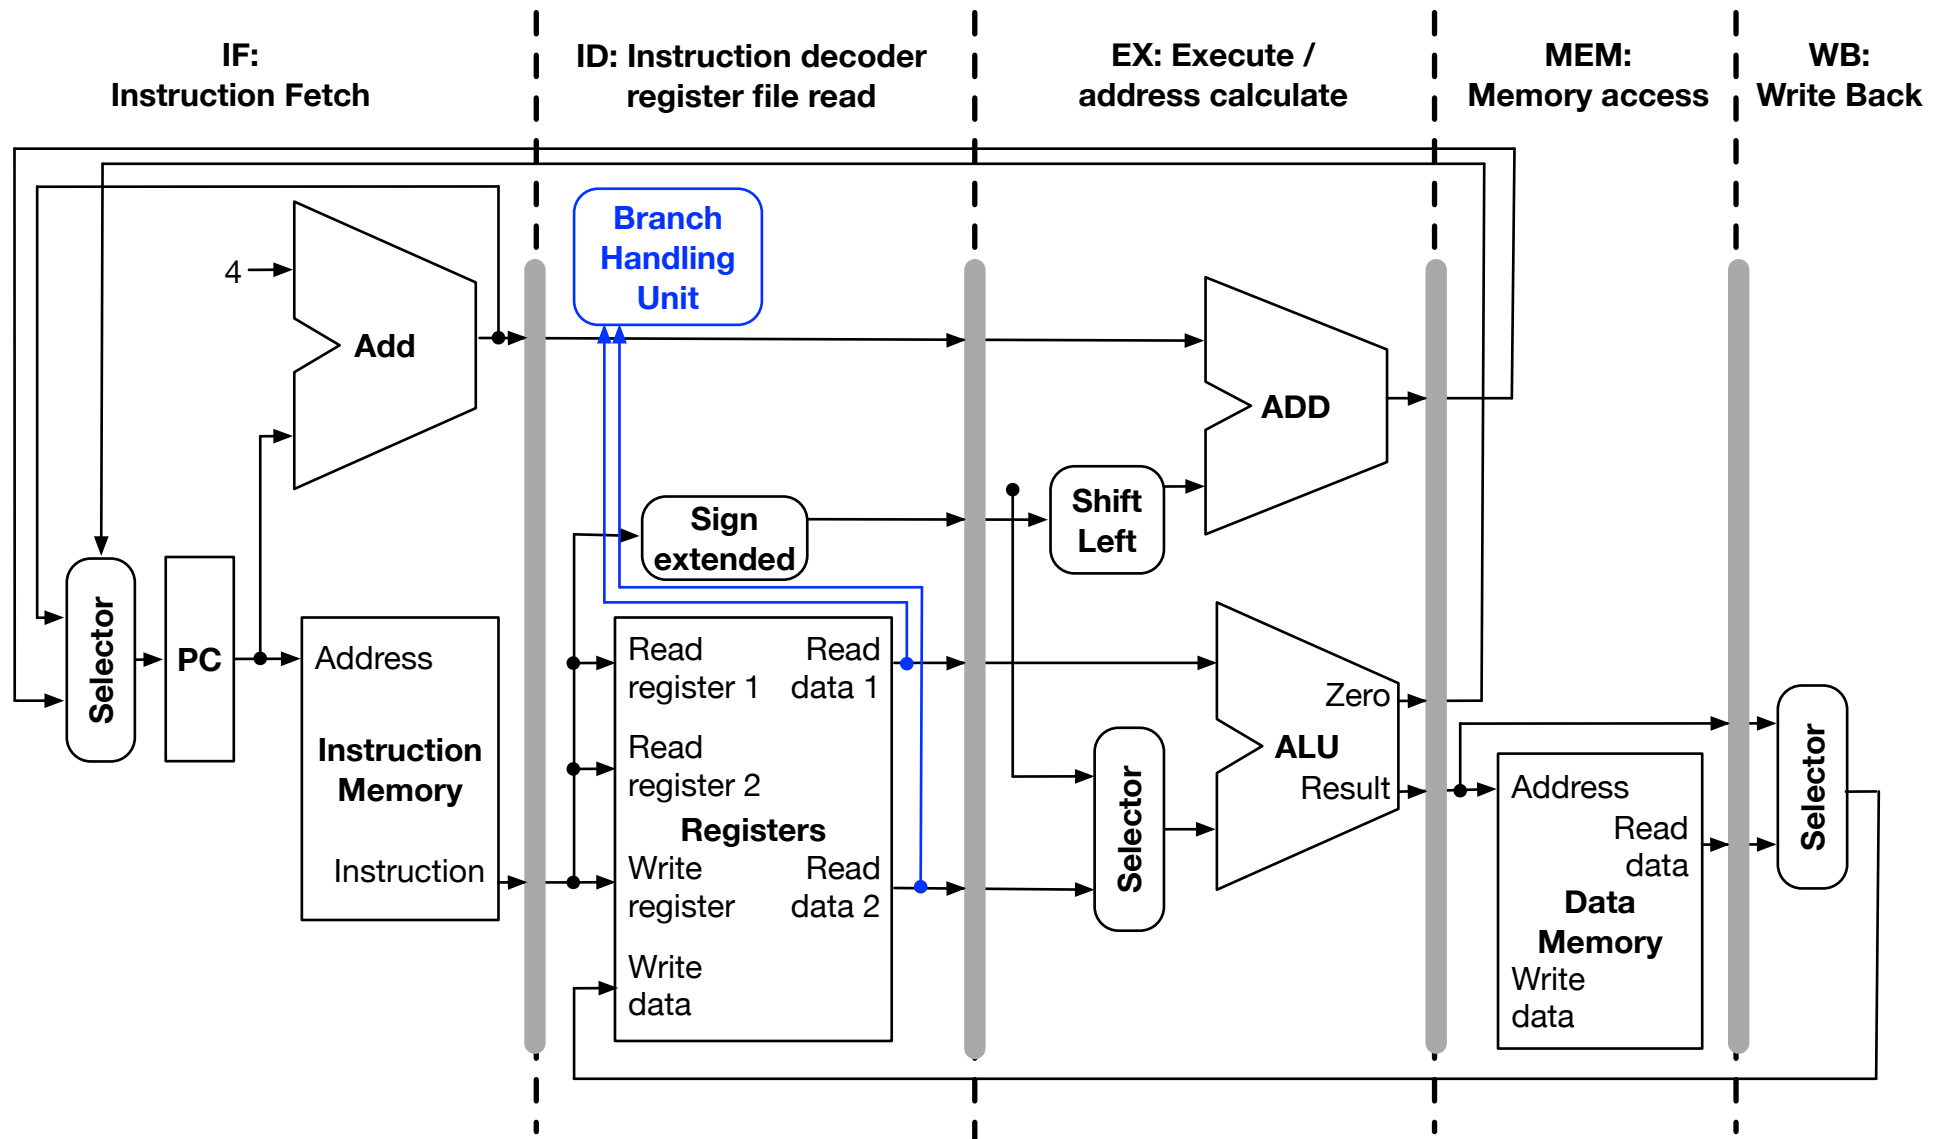 IF:
Instruction Fetch
ID: Instruction decoder
register file read
EX: Execute /
address calculate
MEM:
Memory access
WB:
Write Back
Branch
Handling
Unit
4
Add
ADD
Sign
extended
Shift
Left
Selector
PC
Address
Instruction
Memory
Instruction
Read
register 1
Read
data 1
Read
register 2
Registers
Write
register
Read
data 2
Write
data
Selector
Zero
ALU
Result
Address
Read
data
Data
Memory
Write
data
Selector